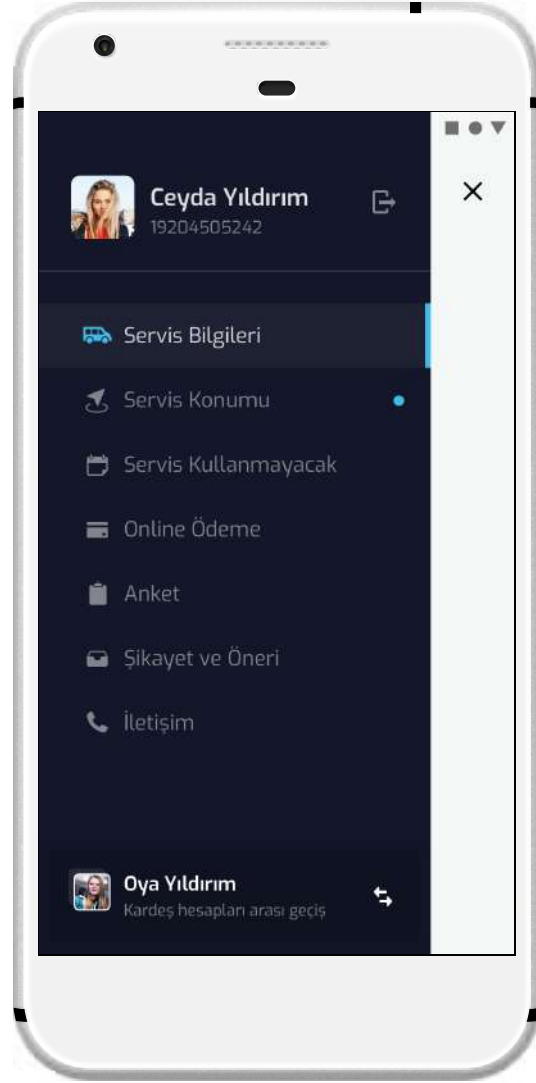 Ceyda Yıldırım
19204505242
Servis Bilgileri
Servis Konumu
Servis Kullanmayacak
Online Ödeme
Anket
Şikayet ve Öneri
İletişim
Oya Yıldırım
Kardeş hesapları arası geçiş